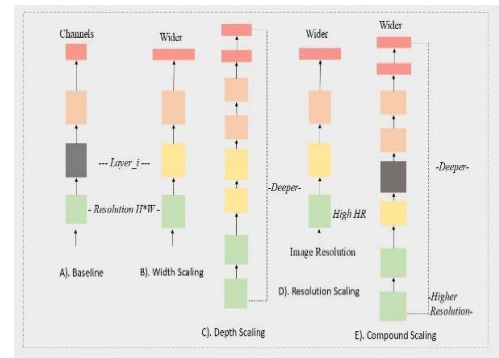 Channels
Wider
Wider
Wider
--- Layer_i ---
-Deeper-
-Deeper-
- Resolution H*W -
High HR
Image Resolution
A). Baseline
B). Width Scaling
D). Resolution Scaling
-Higher
Resolution-
C). Depth Scaling
E). Compound Scaling